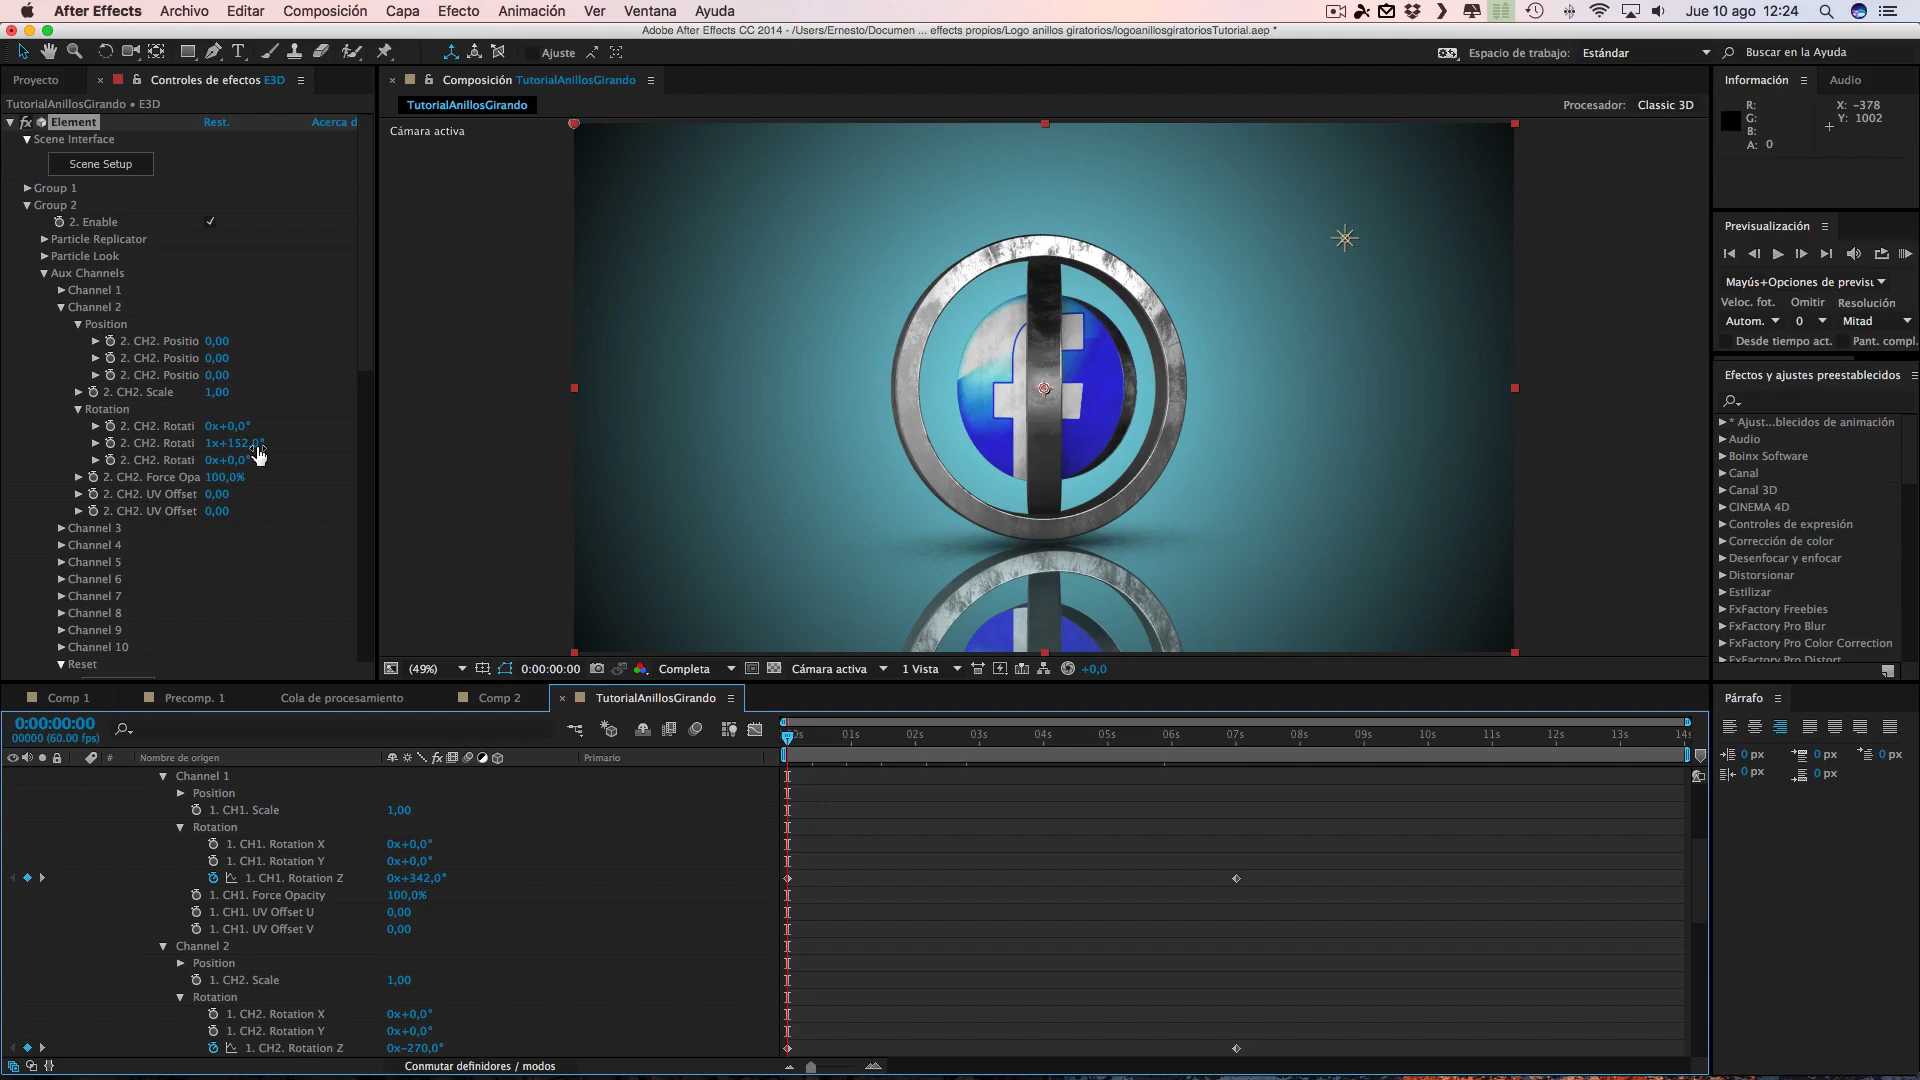 After Effects Archivo Editar Composición Capa Efecto Animación Ver Ventana Ayuda Jue 10 ago 12:24
Adobe After Effects CC 2014 - /Users/Ernesto/Documen ... effects propios/Logo anillos giratorios/logoanillosgiratoriosTutorial.aep *
Ajuste Espacio de trabajo: Estándar Buscar en la Ayuda
Proyecto Controles de efectos E3D Composición TutorialAnillosGirando Información Audio
TutorialAnillosGirando • E3D TutorialAnillosGirando Procesador: Classic 3D
R: X: -378
G: Y: 1002
B:
A: 0
Cámara activa
fx Element Rest. Acerca d
Scene Interface
Scene Setup
Group 1
Group 2
2. Enable
Particle Replicator
Particle Look
Aux Channels
Channel 1
Channel 2
Position
2. CH2. Positio 0,00
2. CH2. Positio 0,00
2. CH2. Positio 0,00
2. CH2. Scale 1,00
Rotation
2. CH2. Rotati 0x+0,0°
2. CH2. Rotati 1x+152,0°
2. CH2. Rotati 0x+0,0°
2. CH2. Force Opa 100,0%
2. CH2. UV Offset 0,00
2. CH2. UV Offset 0,00
Channel 3
Channel 4
Channel 5
Channel 6
Channel 7
Channel 8
Channel 9
Channel 10
Reset
f
Previsualización
Mayús+Opciones de previsu
Veloc. fot. Omitir Resolución
Autom. 0 Mitad
Desde tiempo act. Pant. compl.
Efectos y ajustes preestablecidos
* Ajust...blecidos de animación
Audio
Boinx Software
Canal
Canal 3D
CINEMA 4D
Controles de expresión
Corrección de color
Desenfocar y enfocar
Distorsionar
Estilizar
FxFactory Freebies
FxFactory Pro Blur
FxFactory Pro Color Correction
FxFactory Pro Distort
(49%) 0:00:00:00 Completa Cámara activa 1 Vista +0,0
Comp 1 Precomp. 1 Cola de procesamiento Comp 2 TutorialAnillosGirando
0:00:00:00
00000 (60.00 fps)
01s 02s 03s 04s 05s 06s 07s 08s 09s 10s 11s 12s 13s 14s
# Nombre de origen fx Primario
Channel 1
Position
1. CH1. Scale 1,00
Rotation
1. CH1. Rotation X 0x+0,0°
1. CH1. Rotation Y 0x+0,0°
1. CH1. Rotation Z 0x+342,0°
1. CH1. Force Opacity 100,0%
1. CH1. UV Offset U 0,00
1. CH1. UV Offset V 0,00
Channel 2
Position
1. CH2. Scale 1,00
Rotation
1. CH2. Rotation X 0x+0,0°
1. CH2. Rotation Y 0x+0,0°
1. CH2. Rotation Z 0x-270,0°
Conmutar definidores / modos
Párrafo
0 px 0 px 0 px
0 px 0 px